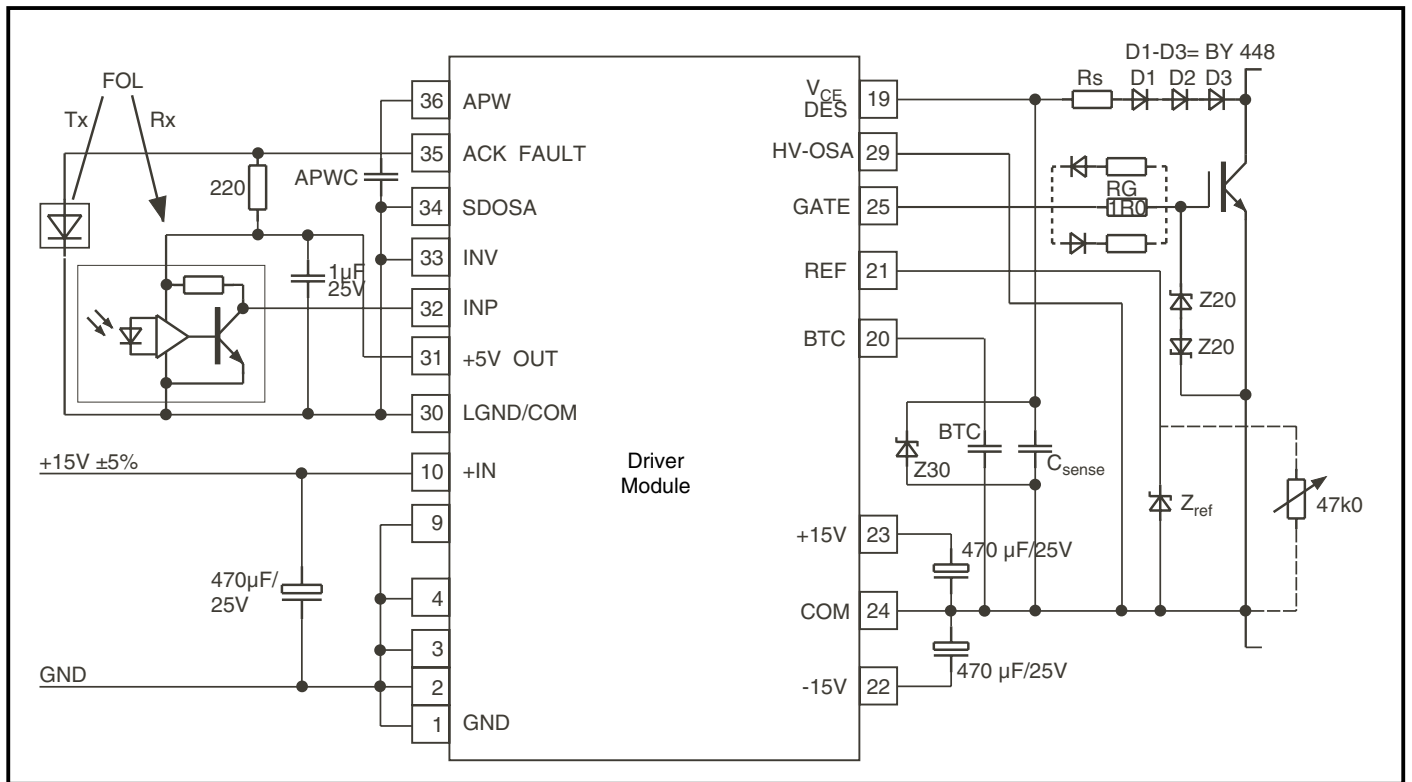 D1-D3= BY 448
FOL
Tx
Rx
Rs D1 D2 D3
36 APW
VCE DES 19
35 ACK FAULT
HV-OSA 29
220
APWC
34 SDOSA
GATE 25
RG
1R0
33 INV
REF 21
1µF
25V
32 INP
Z20
BTC 20
Z20
31 +5V OUT
30 LGND/COM
BTC
Csense
Z30
+15V ±5%
10 +IN
Driver
Module
Zref
47k0
9
+15V 23
470 µF/25V
470µF/
25V
4
COM 24
3
470 µF/25V
GND
2
-15V 22
1 GND